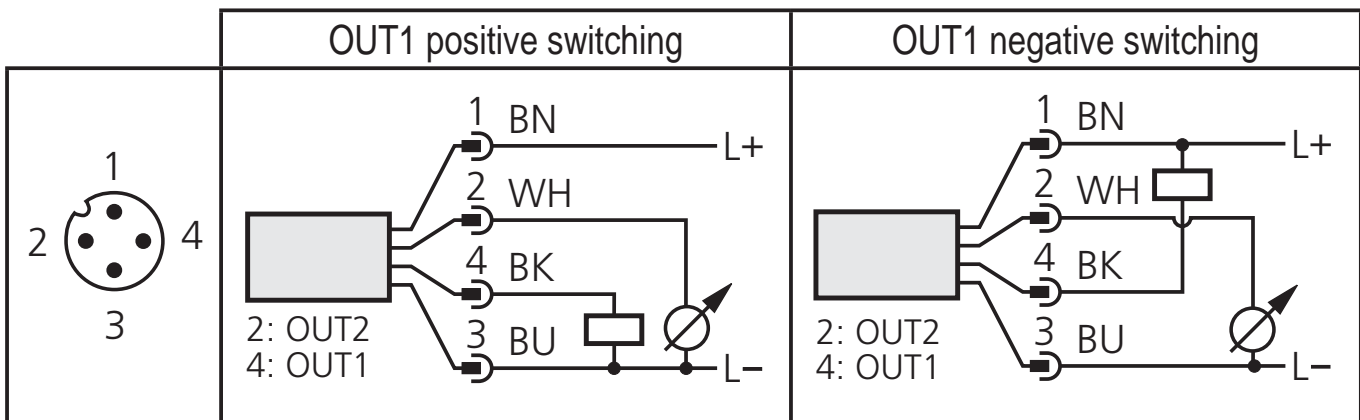 OUT1 positive switching
OUT1 negative switching
1
2
4
3
1 BN
L+
2 WH
4 BK
3 BU
L–
2: OUT2
4: OUT1
1 BN
L+
2 WH
4 BK
3 BU
L–
2: OUT2
4: OUT1